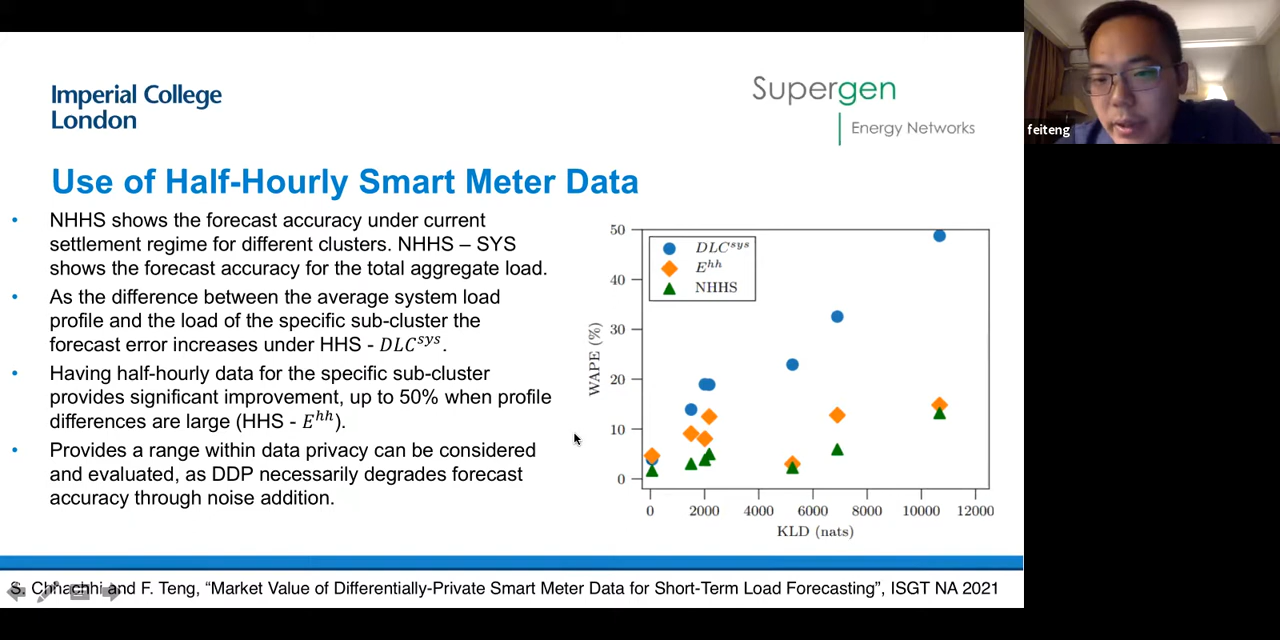 Imperial College
London
Supergen
Energy Networks
feiteng
Use of Half-Hourly Smart Meter Data
• NHHS shows the forecast accuracy under current
settlement regime for different clusters. NHHS – SYS
shows the forecast accuracy for the total aggregate load.
• As the difference between the average system load
profile and the load of the specific sub-cluster the
forecast error increases under HHS - 𝐷𝐿𝐶ˢʸˢ.
• Having half-hourly data for the specific sub-cluster
provides significant improvement, up to 50% when profile
differences are large (HHS - 𝐸ʰʰ).
• Provides a range within data privacy can be considered
and evaluated, as DDP necessarily degrades forecast
accuracy through noise addition.
DLCˢʸˢ
Eʰʰ
NHHS
WAPE (%)
50
40
30
20
10
0
0 2000 4000 6000 8000 10000 12000
KLD (nats)
S. Chhachhi and F. Teng, “Market Value of Differentially-Private Smart Meter Data for Short-Term Load Forecasting”, ISGT NA 2021